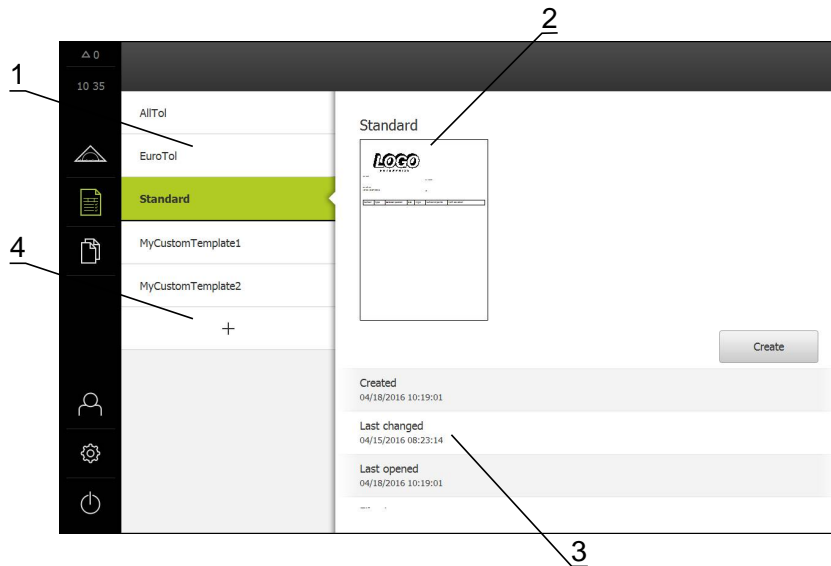 2
△ 0
1
10 35
AllTol
EuroTol
Standard
MyCustomTemplate1
MyCustomTemplate2
+
4
Standard
LOGO
Create
Created
04/18/2016 10:19:01
Last changed
04/15/2016 08:23:14
Last opened
04/18/2016 10:19:01
3